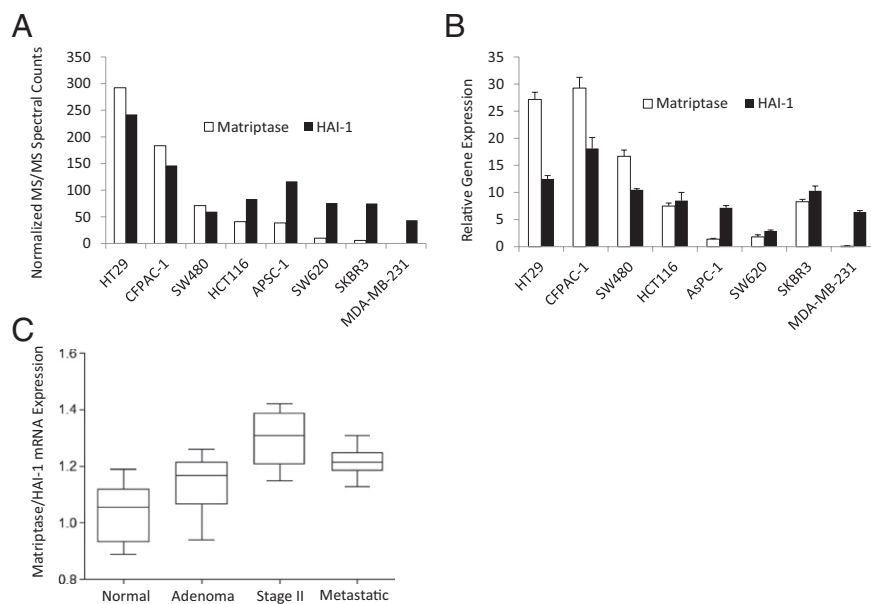 A
Normalized MS/MS Spectral Counts
350
300
250
200
150
100
50
0
Matriptase
HAI-1
HT29
CFPAC-1
SW480
HCT116
APSC-1
SW620
SKBR3
MDA-MB-231
B
Relative Gene Expression
35
30
25
20
15
10
5
0
Matriptase
HAI-1
HT29
CFPAC-1
SW480
HCT116
AsPC-1
SW620
SKBR3
MDA-MB-231
C
Matriptase/HAI-1 mRNA Expression
1.6
1.4
1.2
1.0
0.8
Normal
Adenoma
Stage II
Metastatic